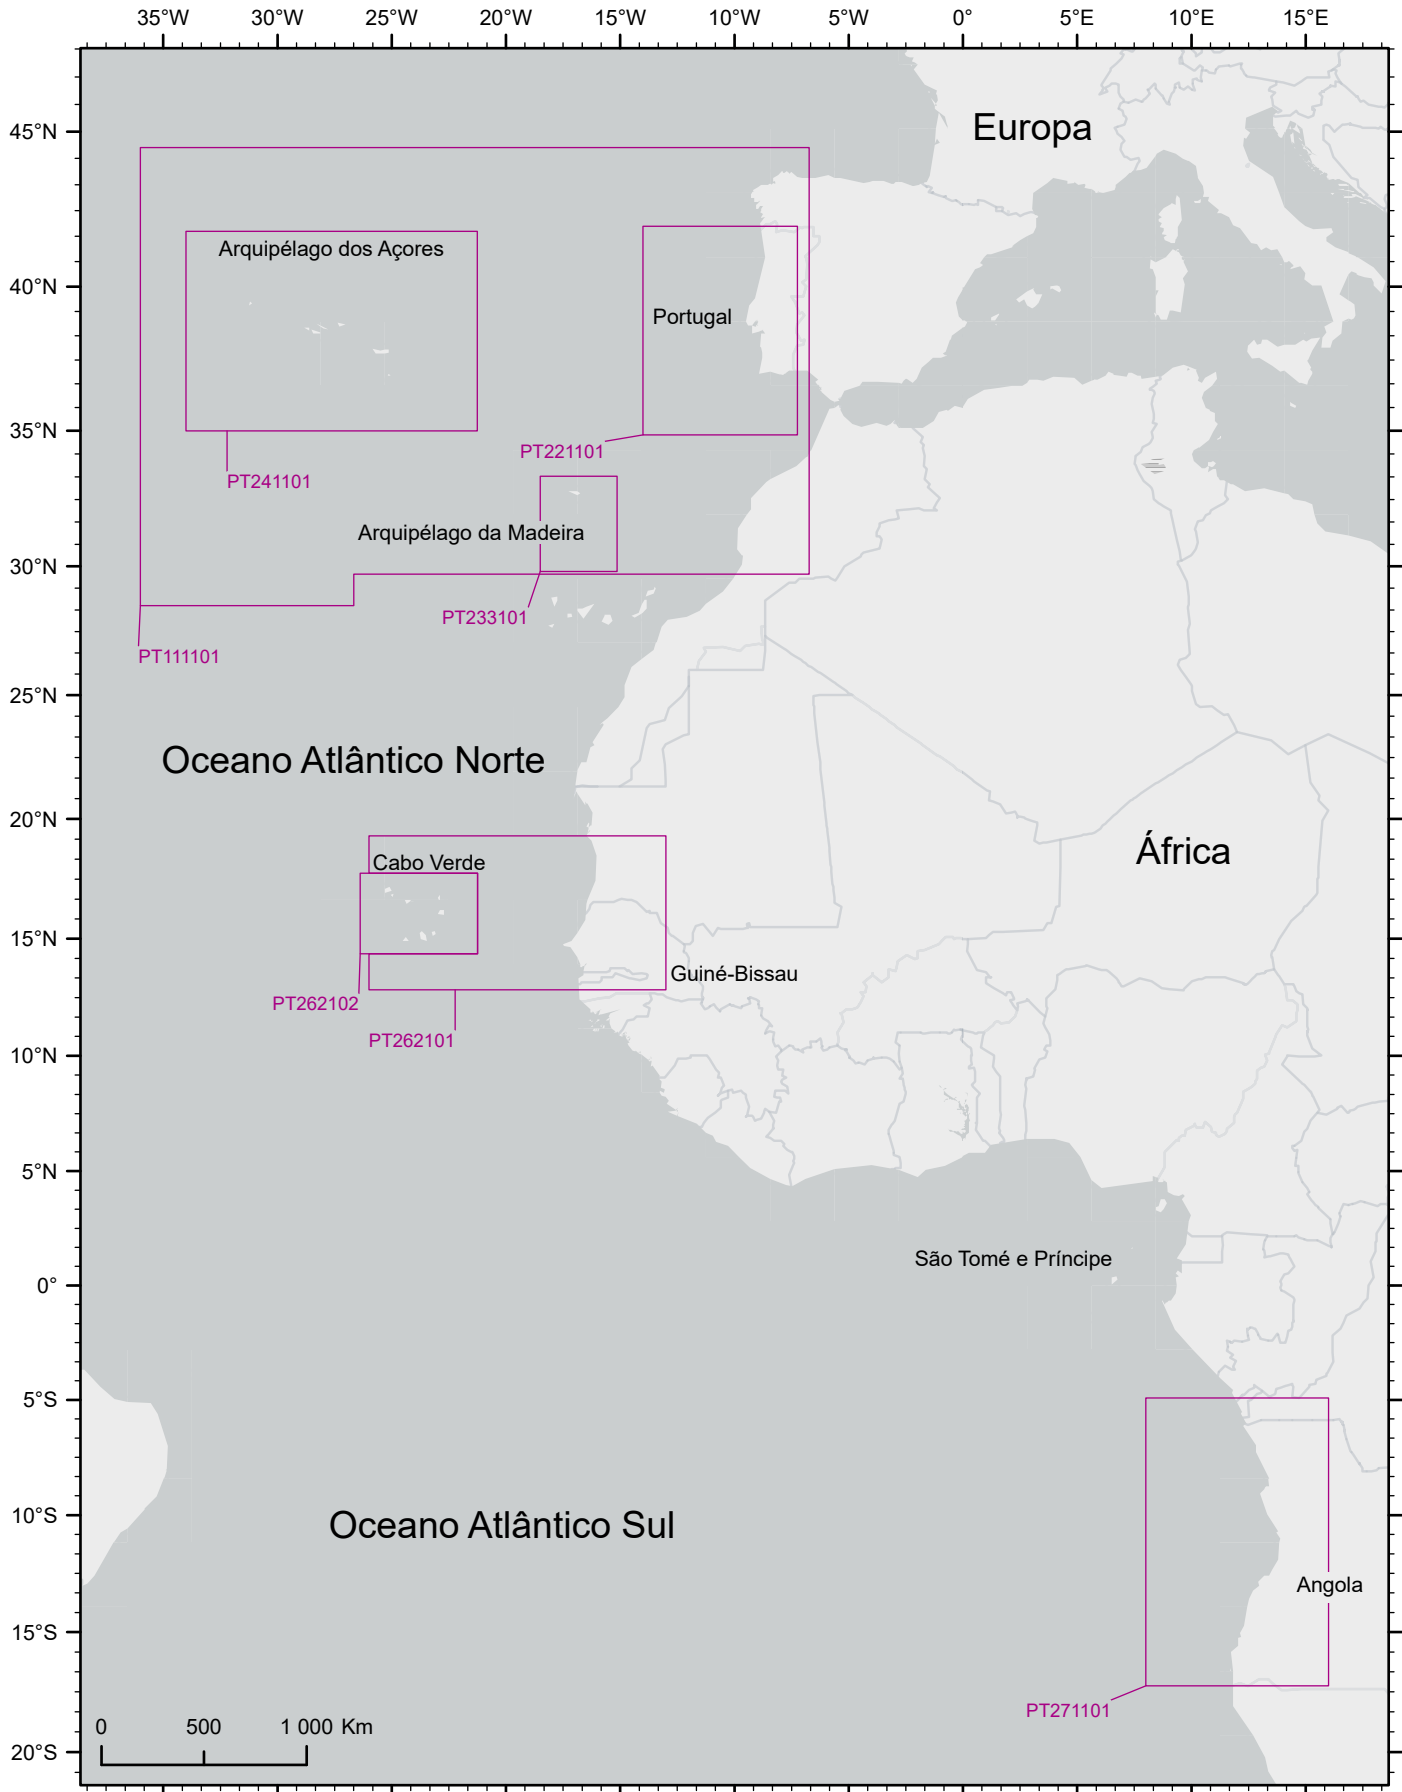 35°W 30°W 25°W 20°W 15°W 10°W 5°W 0° 5°E 10°E 15°E
Europa
45°N
Arquipélago dos Açores
40°N
Portugal
35°N
PT221101
PT241101
Arquipélago da Madeira
30°N
PT233101
PT111101
25°N
Oceano Atlântico Norte
20°N
África
Cabo Verde
15°N
Guiné-Bissau
PT262102
PT262101
10°N
5°N
São Tomé e Príncipe
0°
5°S
10°S
Oceano Atlântico Sul
Angola
15°S
PT271101
0 500 1 000 Km
20°S